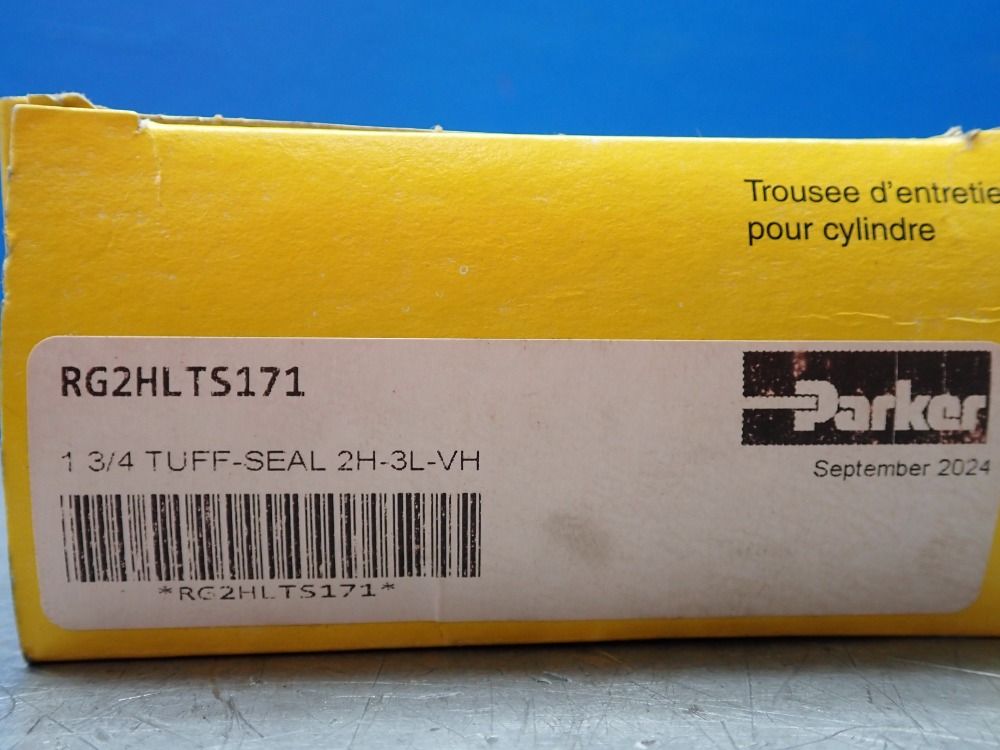 Trousee d'entretie
pour cylindre
RG2HLTS171
Parker
1 3/4 TUFF-SEAL 2H-3L-VH
September 2024
*RG2HLTS171*